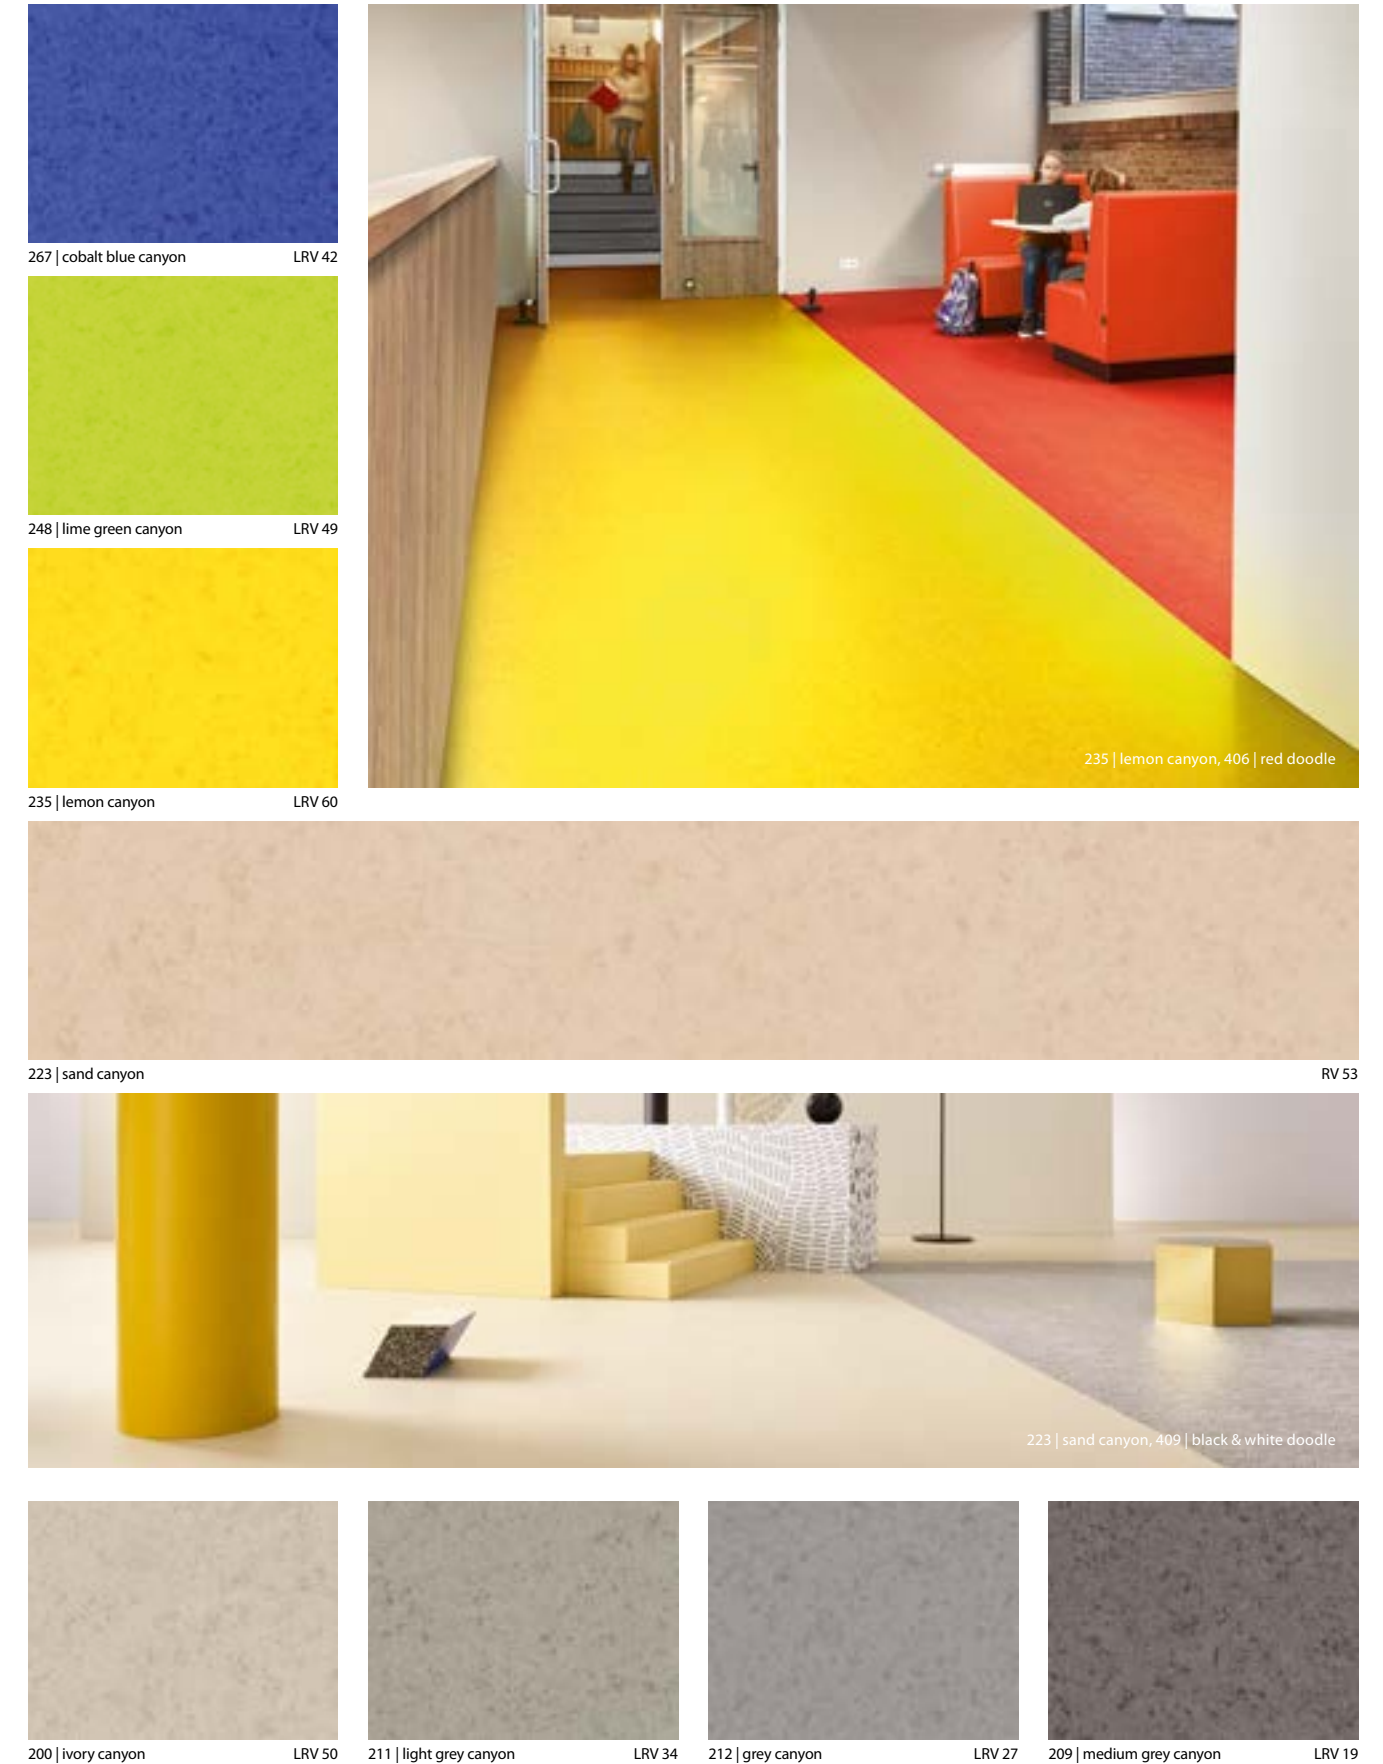 267 | cobalt blue canyon LRV 42
248 | lime green canyon LRV 49
235 | lemon canyon, 406 | red doodle
235 | lemon canyon LRV 60
223 | sand canyon RV 53
223 | sand canyon, 409 | black & white doodle
200 | ivory canyon LRV 50
211 | light grey canyon LRV 34
212 | grey canyon LRV 27
209 | medium grey canyon LRV 19